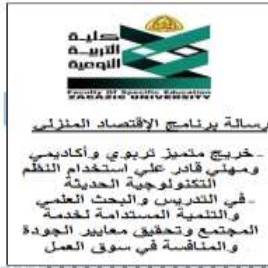 كلية
التربية
النوعية
Faculty Of Specific Education
ZAGAZIG UNIVERSITY
رسالة برنامج الإقتصاد المنزلي
- خريج متميز تربوي وأكاديمي
ومهني قادر علي استخدام النظم
التكنولوجية الحديثة
- في التدريس والبحث العلمي
والتنمية المستدامة لخدمة
المجتمع وتحقيق معايير الجودة
والمنافسة في سوق العمل